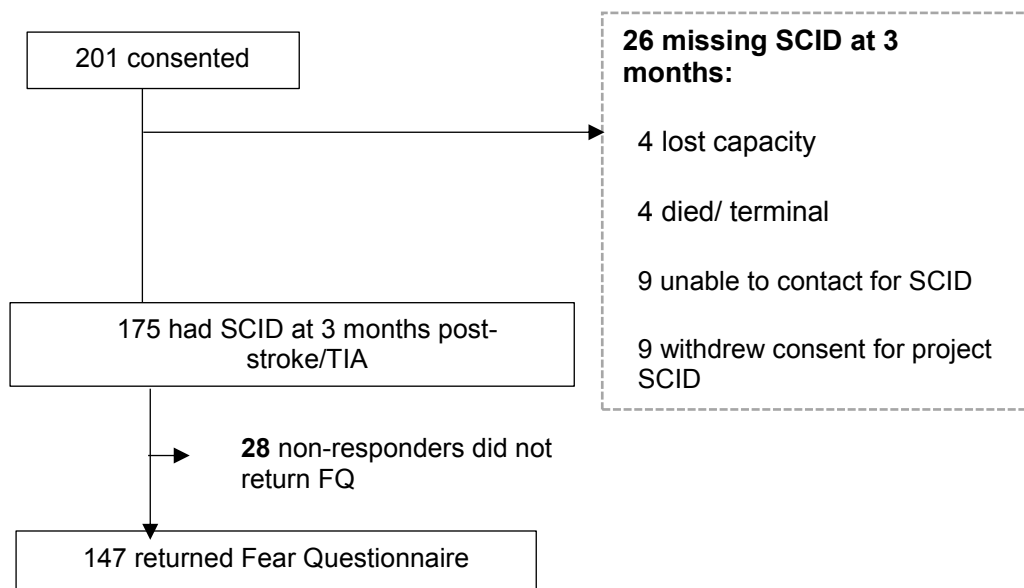 201 consented
26 missing SCID at 3
months:
4 lost capacity
4 died/ terminal
9 unable to contact for SCID
9 withdrew consent for project
SCID
175 had SCID at 3 months post-
stroke/TIA
28 non-responders did not
return FQ
147 returned Fear Questionnaire